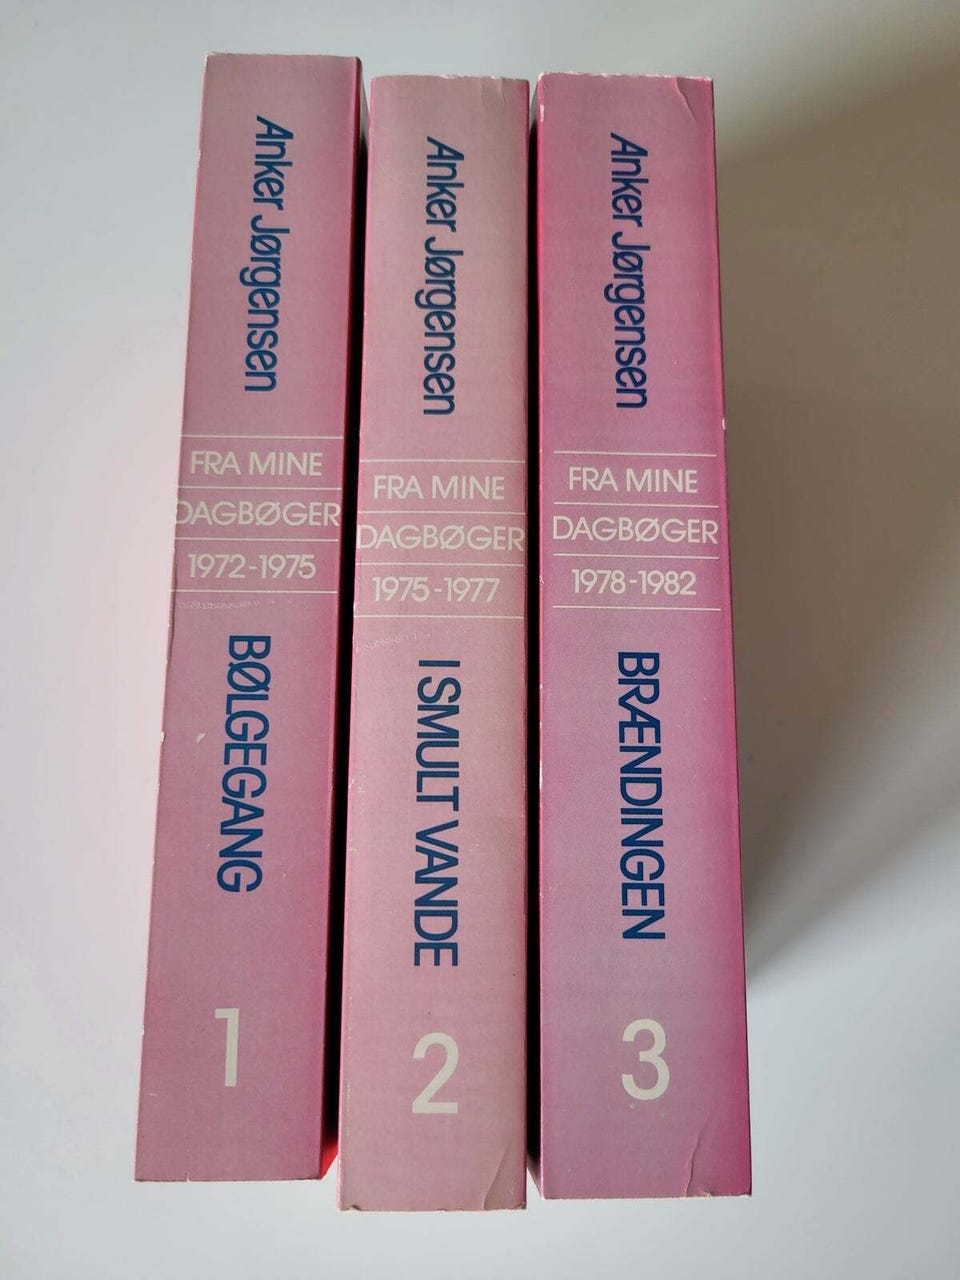 Anker Jørgensen
FRA MINE
DAGBØGER
1972-1975
BØLGEGANG
1
Anker Jørgensen
FRA MINE
DAGBØGER
1975-1977
I SMULT VANDE
2
Anker Jørgensen
FRA MINE
DAGBØGER
1978-1982
BRÆNDINGEN
3